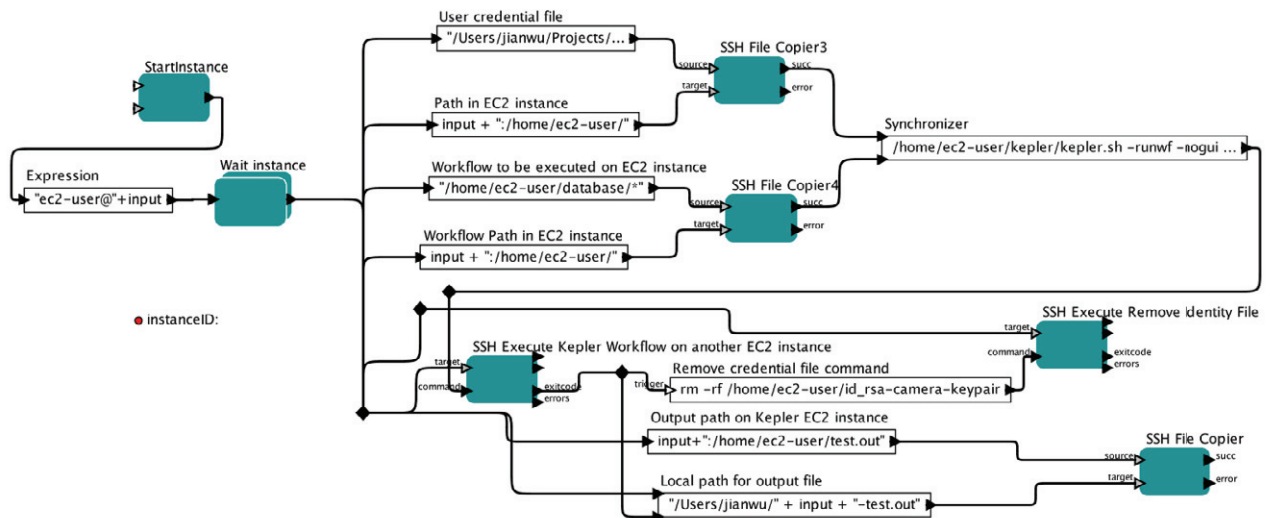 User credential file
"/Users/jianwu/Projects/...
SSH File Copier3
source
succ
target
error
StartInstance
Path in EC2 instance
input + ":/home/ec2-user/"
Synchronizer
/home/ec2-user/kepler/kepler.sh -runwf -nogui ...
Expression
"ec2-user@"+input
Wait instance
Workflow to be executed on EC2 instance
"/home/ec2-user/database/*"
SSH File Copier4
source
succ
target
error
Workflow Path in EC2 instance
input + ":/home/ec2-user/"
instanceID:
SSH Execute Remove Identity File
target
command
exitcode
errors
SSH Execute Kepler Workflow on another EC2 instance
target
command
exitcode
errors
Remove credential file command
trigger
rm -rf /home/ec2-user/id_rsa-camera-keypair
Output path on Kepler EC2 instance
input+":/home/ec2-user/test.out"
SSH File Copier
source
succ
target
error
Local path for output file
"/Users/jianwu/" + input + "-test.out"